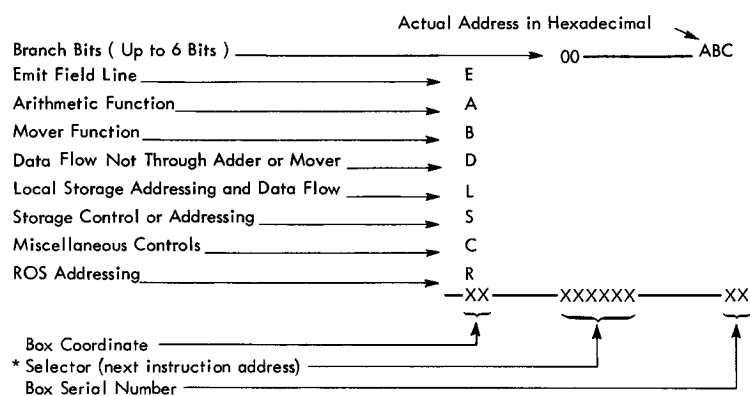 Actual Address in Hexadecimal
Branch Bits ( Up to 6 Bits ) 00 ABC
Emit Field Line E
Arithmetic Function A
Mover Function B
Data Flow Not Through Adder or Mover D
Local Storage Addressing and Data Flow L
Storage Control or Addressing S
Miscellaneous Controls C
ROS Addressing R
XX XXXXXX XX
Box Coordinate
* Selector (next instruction address)
Box Serial Number